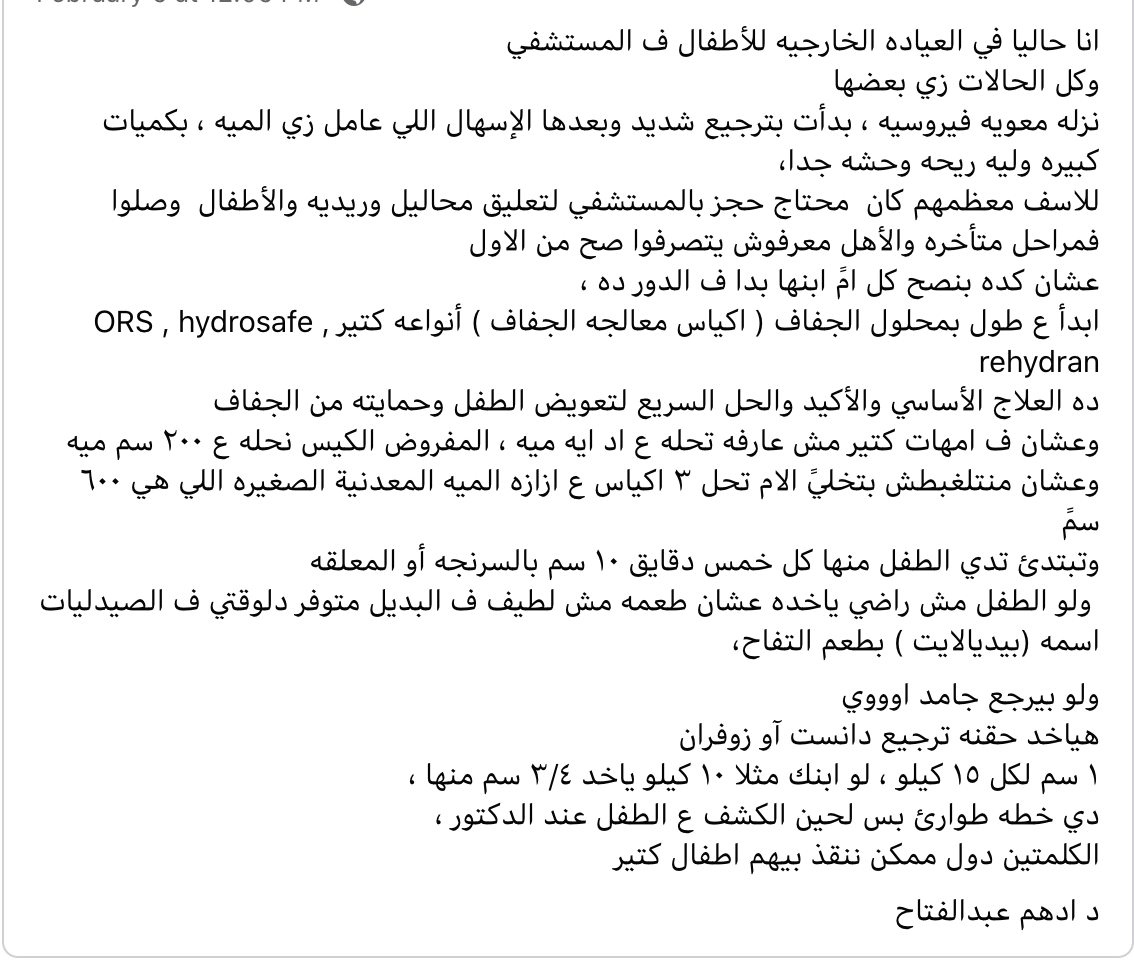 انا حاليا في العياده الخارجيه للأطفال ف المستشفي
وكل الحالات زي بعضها
نزله معويه فيروسيه ، بدأت بترجيع شديد وبعدها الإسهال اللي عامل زي الميه ، بكميات
كبيره وليه ريحه وحشه جدا،
للاسف معظمهم كان محتاج حجز بالمستشفي لتعليق محاليل وريديه والأطفال وصلوا
فمراحل متأخره والأهل معرفوش يتصرفوا صح من الاول
عشان كده بنصح كل امً ابنها بدا ف الدور ده ،
ابدأ ع طول بمحلول الجفاف ( اكياس معالجه الجفاف ) أنواعه كتير , ORS , hydrosafe
rehydran
ده العلاج الأساسي والأكيد والحل السريع لتعويض الطفل وحمايته من الجفاف
وعشان ف امهات كتير مش عارفه تحله ع اد ايه ميه ، المفروض الكيس نحله ع ٢٠٠ سم ميه
وعشان منتلغبطش بتخليً الام تحل ٣ اكياس ع ازازه الميه المعدنية الصغيره اللي هي ٦٠٠
سمً
وتبتدئ تدي الطفل منها كل خمس دقايق ١٠ سم بالسرنجه أو المعلقه
ولو الطفل مش راضي ياخده عشان طعمه مش لطيف ف البديل متوفر دلوقتي ف الصيدليات
اسمه (بيديالايت ) بطعم التفاح،
ولو بيرجع جامد اوووي
هياخد حقنه ترجيع دانست آو زوفران
١ سم لكل ١٥ كيلو ، لو ابنك مثلا ١٠ كيلو ياخد ٣/٤ سم منها ،
دي خطه طوارئ بس لحين الكشف ع الطفل عند الدكتور ،
الكلمتين دول ممكن ننقذ بيهم اطفال كتير
د ادهم عبدالفتاح